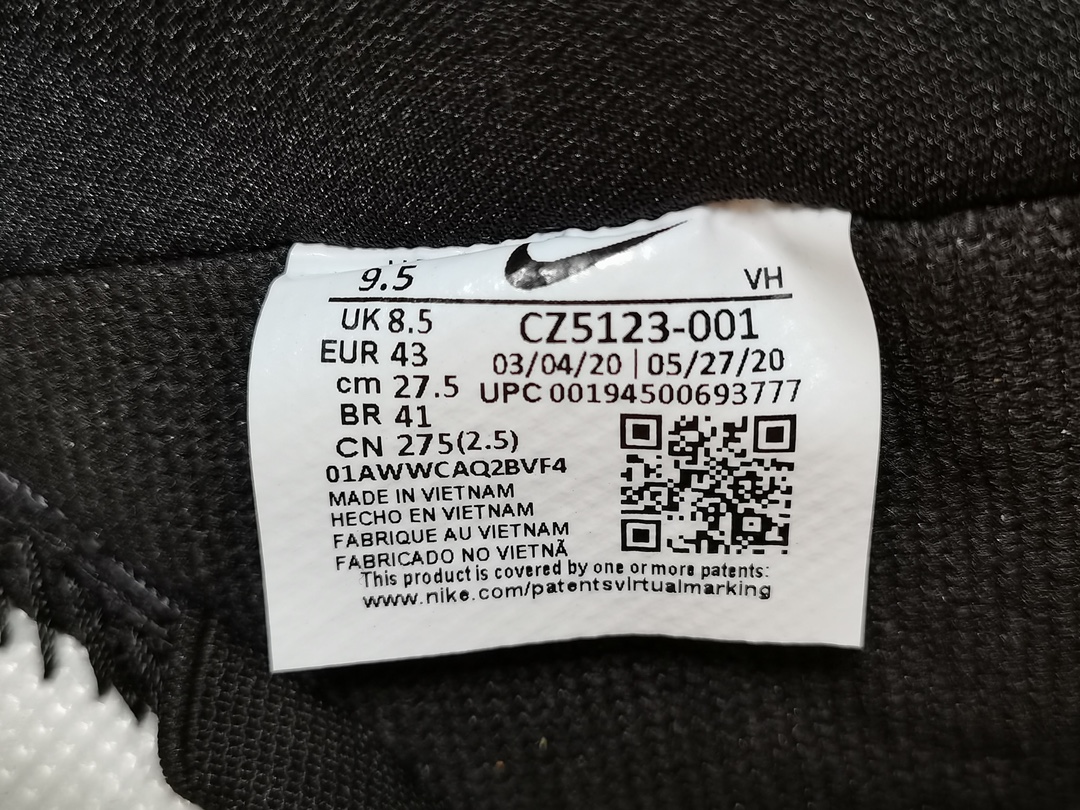 9.5
VH
UK 8.5
EUR 43
cm 27.5
BR 41
CN 275(2.5)
CZ5123-001
03/04/20 | 05/27/20
UPC 00194500693777
01AWWCAQ2BVF4
MADE IN VIETNAM
HECHO EN VIETNAM
FABRIQUE AU VIETNAM
FABRICADO NO VIETNÃ
This product is covered by one or more patents:
www.nike.com/patentsvirtualmarking